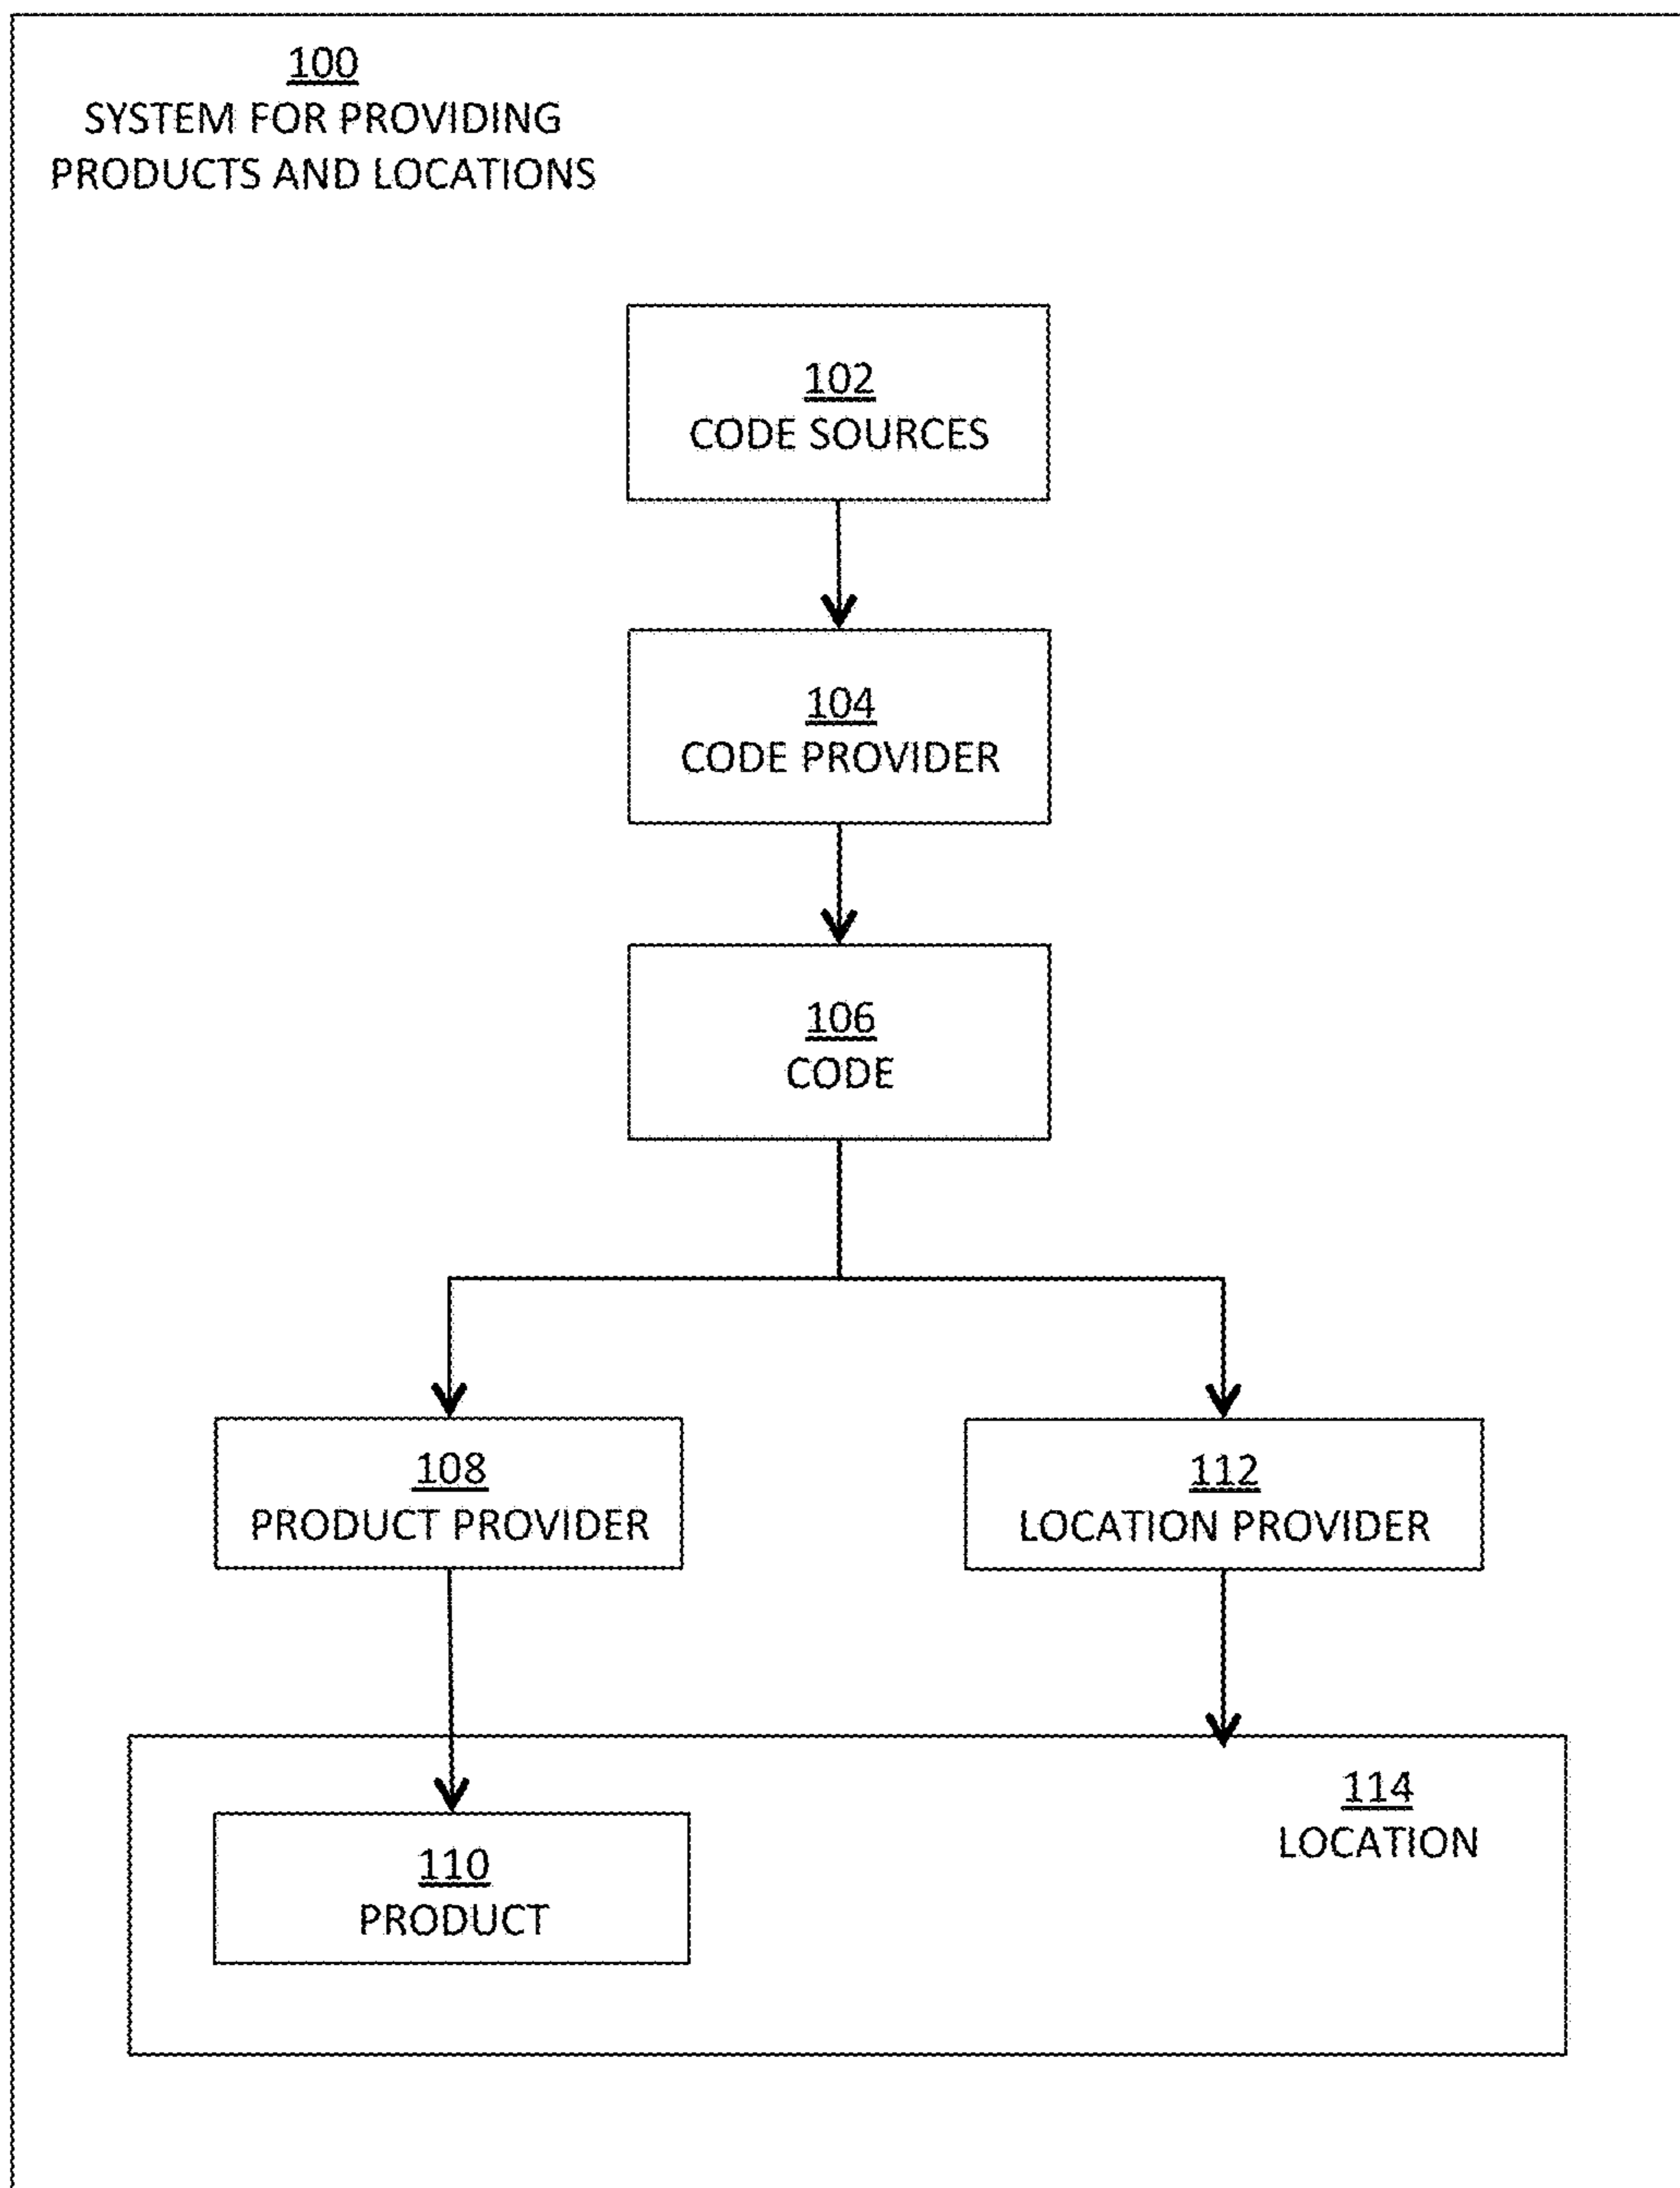 100
SYSTEM FOR PROVIDING
PRODUCTS AND LOCATIONS
102
CODE SOURCES
104
CODE PROVIDER
106
CODE
108
PRODUCT PROVIDER
112
LOCATION PROVIDER
114
LOCATION
110
PRODUCT